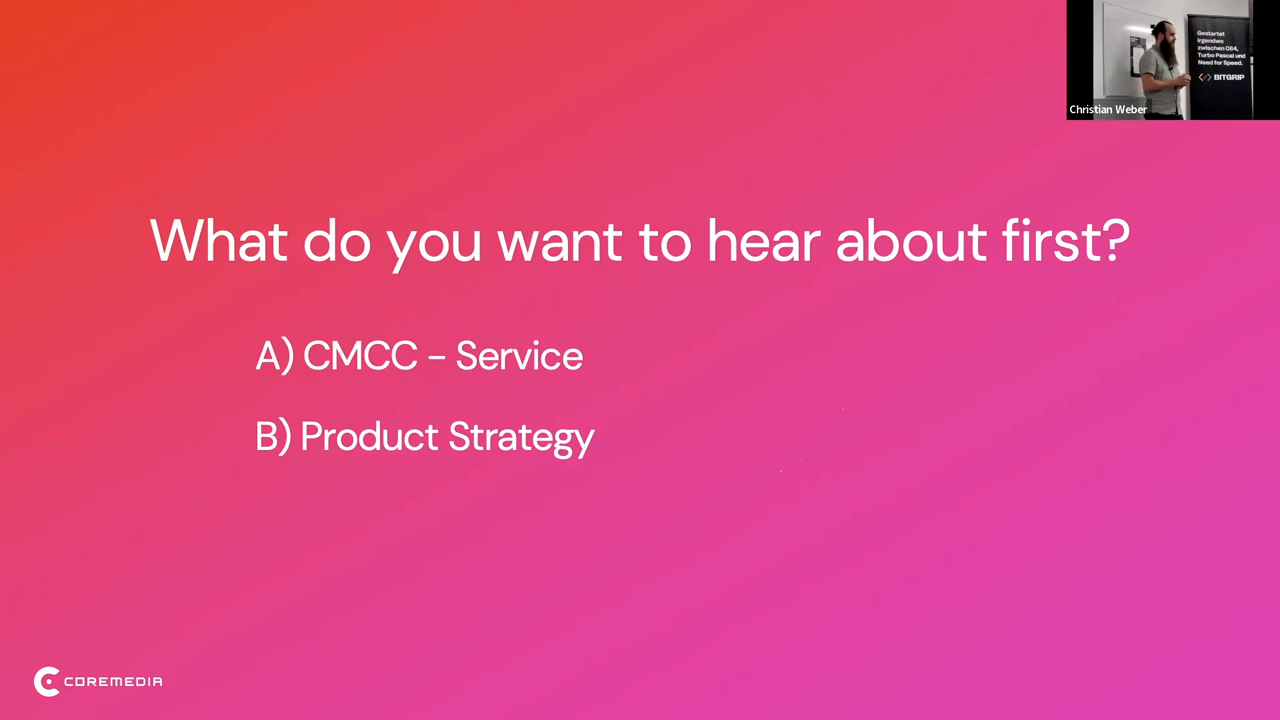 Gestartet
irgendwo
zwischen C64,
Turbo Pascal und
Need for Speed.
BITGRIP
Christian Weber
What do you want to hear about first?
A) CMCC - Service
B) Product Strategy
COREMEDIA